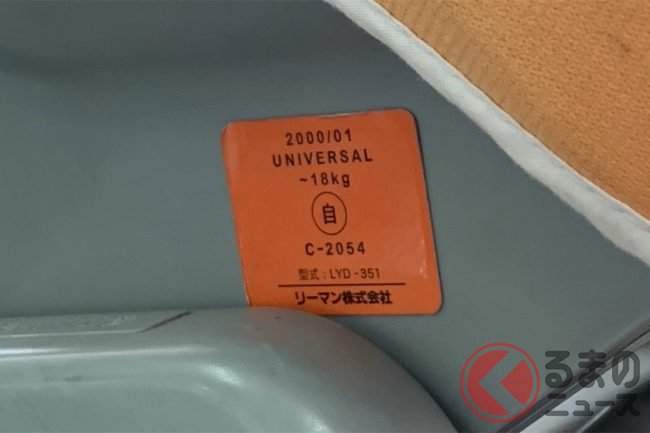 2000/01
UNIVERSAL
~18kg
自
C-2054
型式:LYD-351
リーマン株式会社
くるまの
ニュース